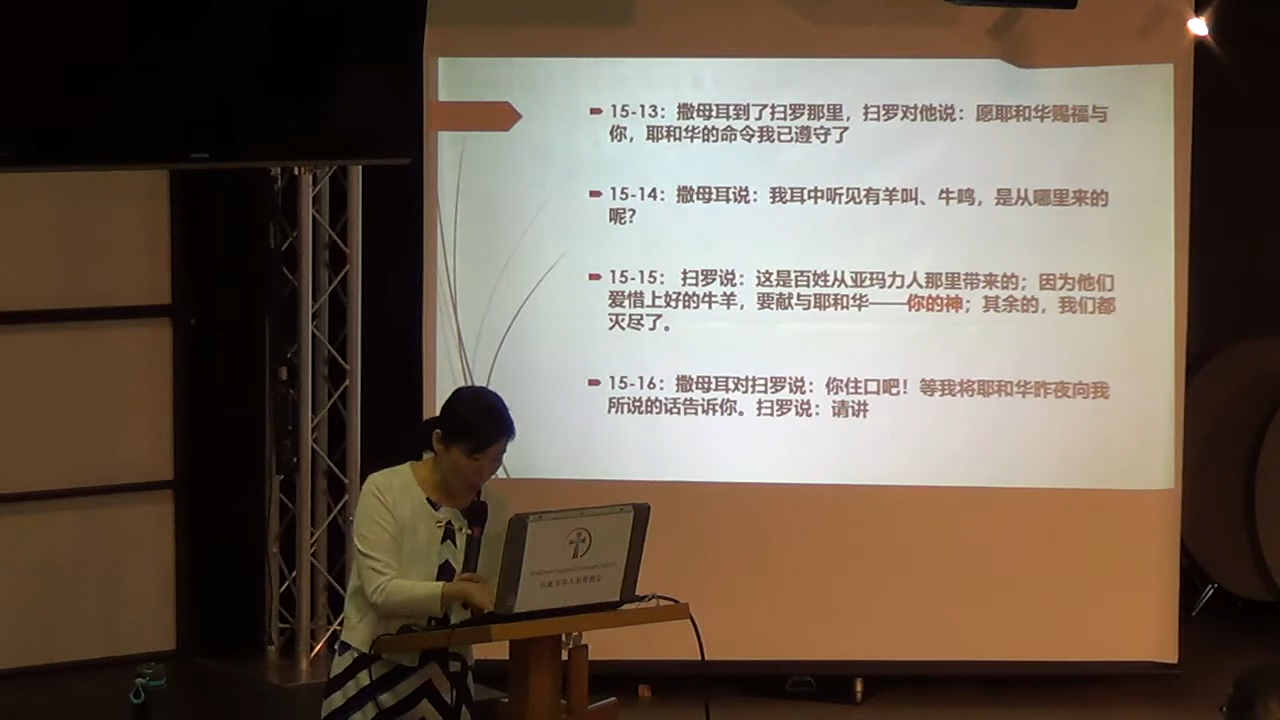 15-13：撒母耳到了扫罗那里，扫罗对他说：愿耶和华赐福与
你，耶和华的命令我已遵守了
15-14：撒母耳说：我耳中听见有羊叫、牛鸣，是从哪里来的
呢？
15-15： 扫罗说：这是百姓从亚玛力人那里带来的；因为他们
爱惜上好的牛羊，要献与耶和华——你的神；其余的，我们都
灭尽了。
15-16：撒母耳对扫罗说：你住口吧！等我将耶和华昨夜向我
所说的话告诉你。扫罗说：请讲